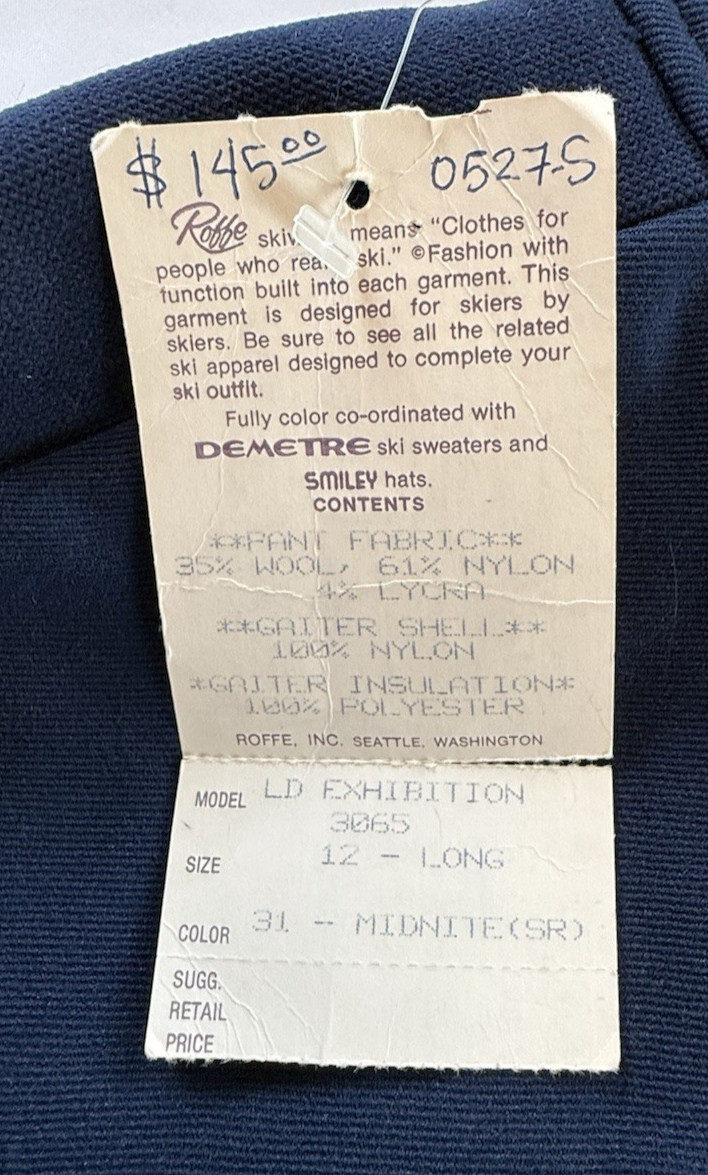 $145.00 0527-S
Roffe means "Clothes for
people who ski." ©Fashion with
function built into each garment. This
garment is designed for skiers by
skiers. Be sure to see all the related
ski apparel designed to complete your
ski outfit.
Fully color co-ordinated with
DEMETRE ski sweaters and
SMILEY hats.
CONTENTS
**PANT FABRIC**
35% WOOL, 61% NYLON
4% LYCRA
**GAITER SHELL**
100% NYLON
*GAITER INSULATION*
100% POLYESTER
ROFFE, INC. SEATTLE, WASHINGTON
MODEL LD EXHIBITION
3065
SIZE 12 - LONG
COLOR 31 - MIDNITE(SR)
SUGG.
RETAIL
PRICE